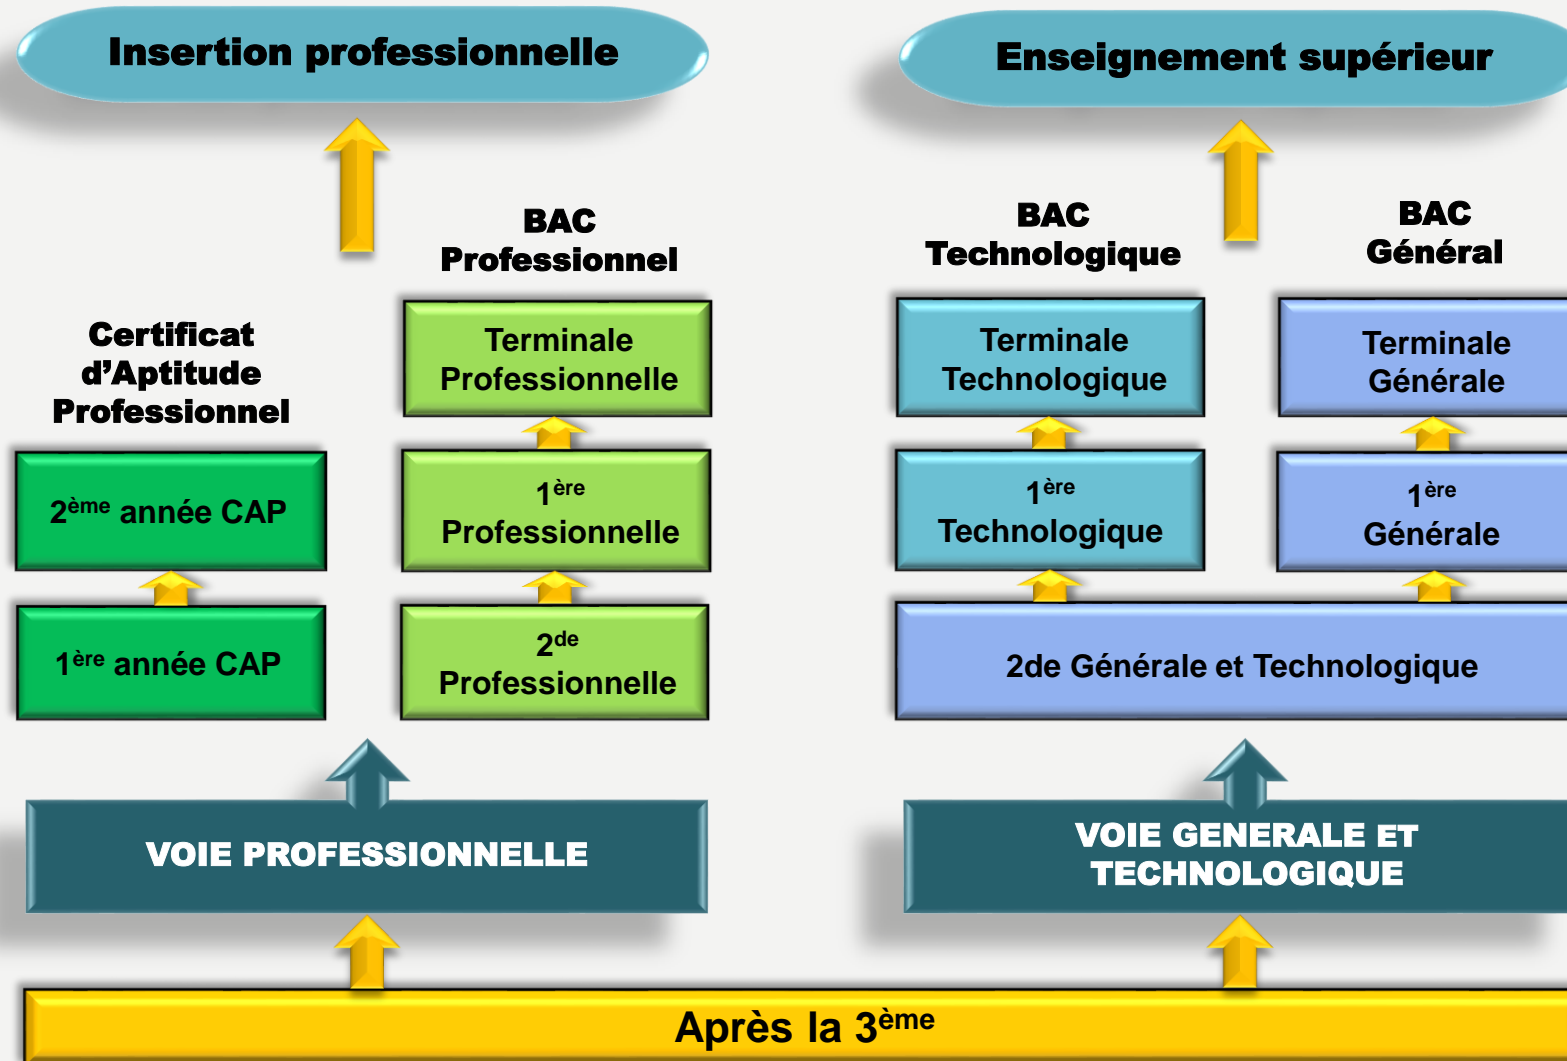 Insertion professionnelle
Enseignement supérieur
BAC
Professionnel
BAC
Technologique
BAC
Général
Certificat
d’Aptitude
Professionnel
Terminale
Professionnelle
Terminale
Technologique
Terminale
Générale
2ème année CAP
1ère
Professionnelle
1ère
Technologique
1ère
Générale
1ère année CAP
2de
Professionnelle
2de Générale et Technologique
VOIE PROFESSIONNELLE
VOIE GENERALE ET
TECHNOLOGIQUE
Après la 3ème